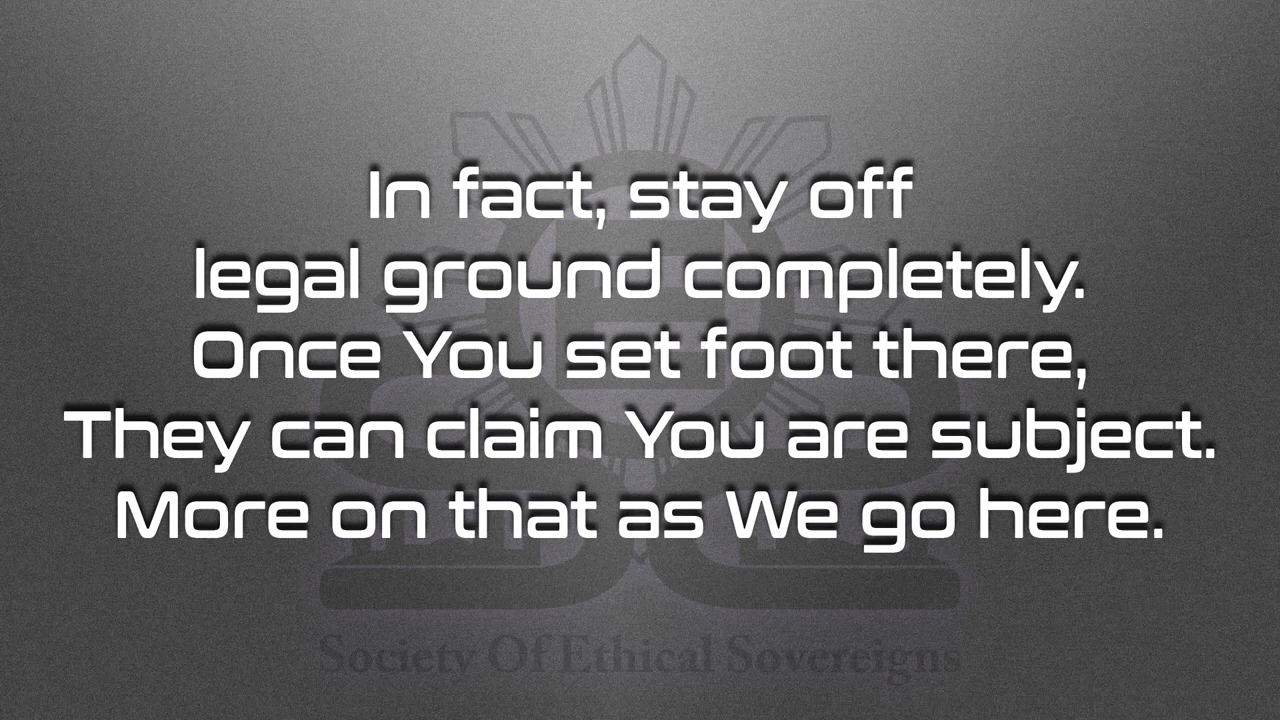 In fact, stay off
legal ground completely.
Once You set foot there,
They can claim You are subject.
More on that as We go here.
Society Of Ethical Sovereigns